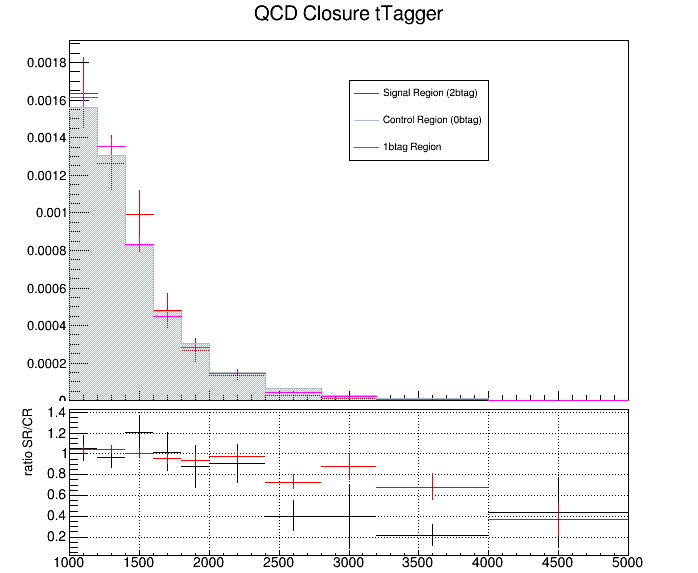 QCD Closure tTagger
0.0018
0.0016
0.0014
0.0012
0.001
0.0008
0.0006
0.0004
0.0002
0
Signal Region (2btag)
Control Region (0btag)
1btag Region
ratio SR/CR
1.4
1.2
1
0.8
0.6
0.4
0.2
1000 1500 2000 2500 3000 3500 4000 4500 5000